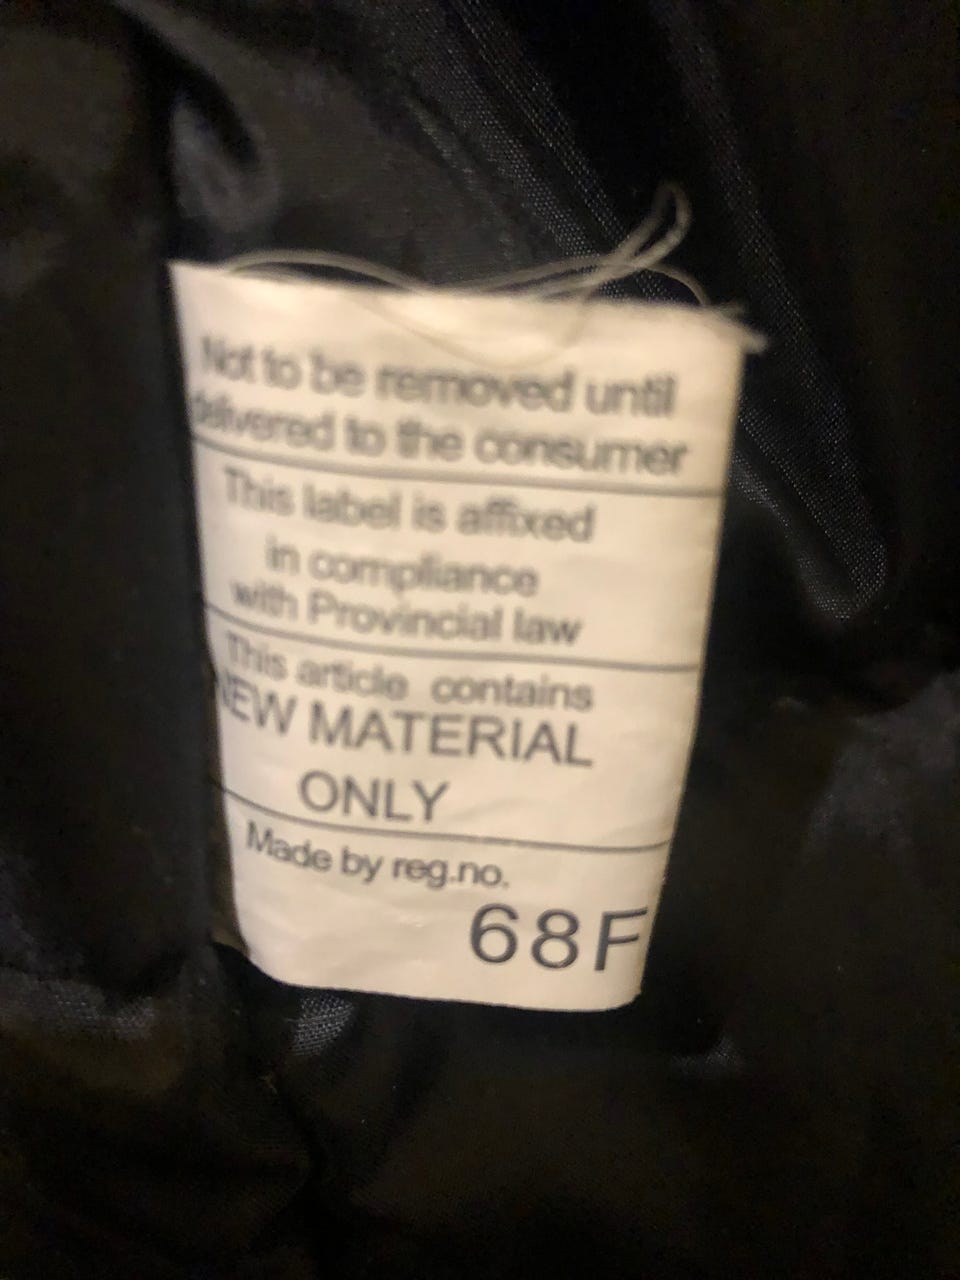 Not to be removed until
delivered to the consumer
This label is affixed
in compliance
with Provincial law
This article contains
NEW MATERIAL
ONLY
Made by reg.no.
68F